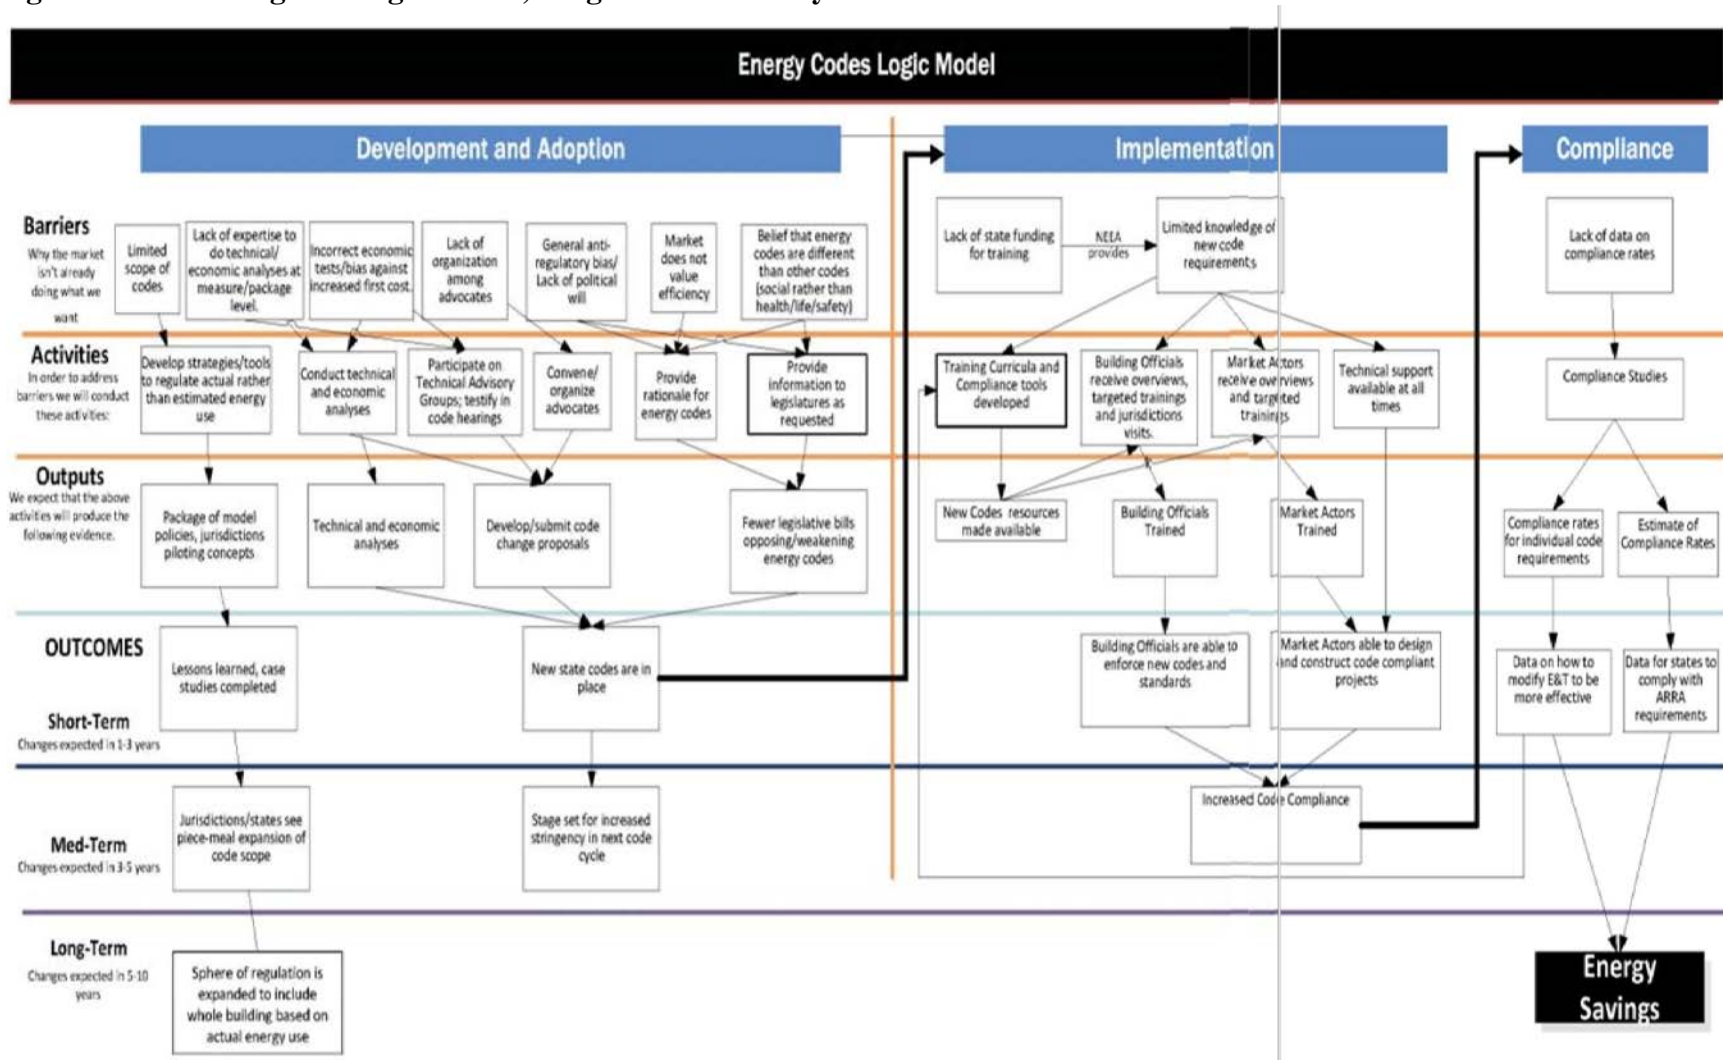 Energy Codes Logic Model
Development and Adoption
Implementation
Compliance
Barriers
Why the market
isn't already
doing what we
want
Limited
scope of
codes
Lack of expertise to
do technical/
economic analyses at
measure/package
level.
Incorrect economic
tests/bias against
increased first cost.
Lack of
organization
among
advocates
General anti-
regulatory bias/
Lack of political
will
Market
does not
value
efficiency
Belief that energy
codes are different
than other codes
(social rather than
health/life/safety)
Lack of state funding
for training
NEEA
provides
Limited knowledge of
new code
requirements
Lack of data on
compliance rates
Activities
In order to address
barriers we will conduct
these activities:
Develop strategies/tools
to regulate actual rather
than estimated energy
use
Conduct technical
and economic
analyses
Participate on
Technical Advisory
Groups; testify in
code hearings
Convene/
organize
advocates
Provide
rationale for
energy codes
Provide
information to
legislatures as
requested
Training Curricula and
Compliance tools
developed
Building Officials
receive overviews,
targeted trainings
and jurisdictions
visits.
Market Actors
receive overviews
and targeted
trainings
Technical support
available at all
times
Compliance Studies
Outputs
We expect that the above
activities will produce the
following evidence.
Package of model
policies, jurisdictions
piloting concepts
Technical and economic
analyses
Develop/submit code
change proposals
Fewer legislative bills
opposing/weakening
energy codes
New Codes resources
made available
Building Officials
Trained
Market Actors
Trained
Compliance rates
for individual code
requirements
Estimate of
Compliance Rates
OUTCOMES
Short-Term
Changes expected in 1-3 years
Lessons learned, case
studies completed
New state codes are in
place
Building Officials are able to
enforce new codes and
standards
Market Actors able to design
and construct code compliant
projects
Data on how to
modify E&T to be
more effective
Data for states to
comply with
ARRA
requirements
Med-Term
Changes expected in 3-5 years
Jurisdictions/states see
piece-meal expansion of
code scope
Stage set for increased
stringency in next code
cycle
Increased Code Compliance
Long-Term
Changes expected in 5-10
years
Sphere of regulation is
expanded to include
whole building based on
actual energy use
Energy
Savings